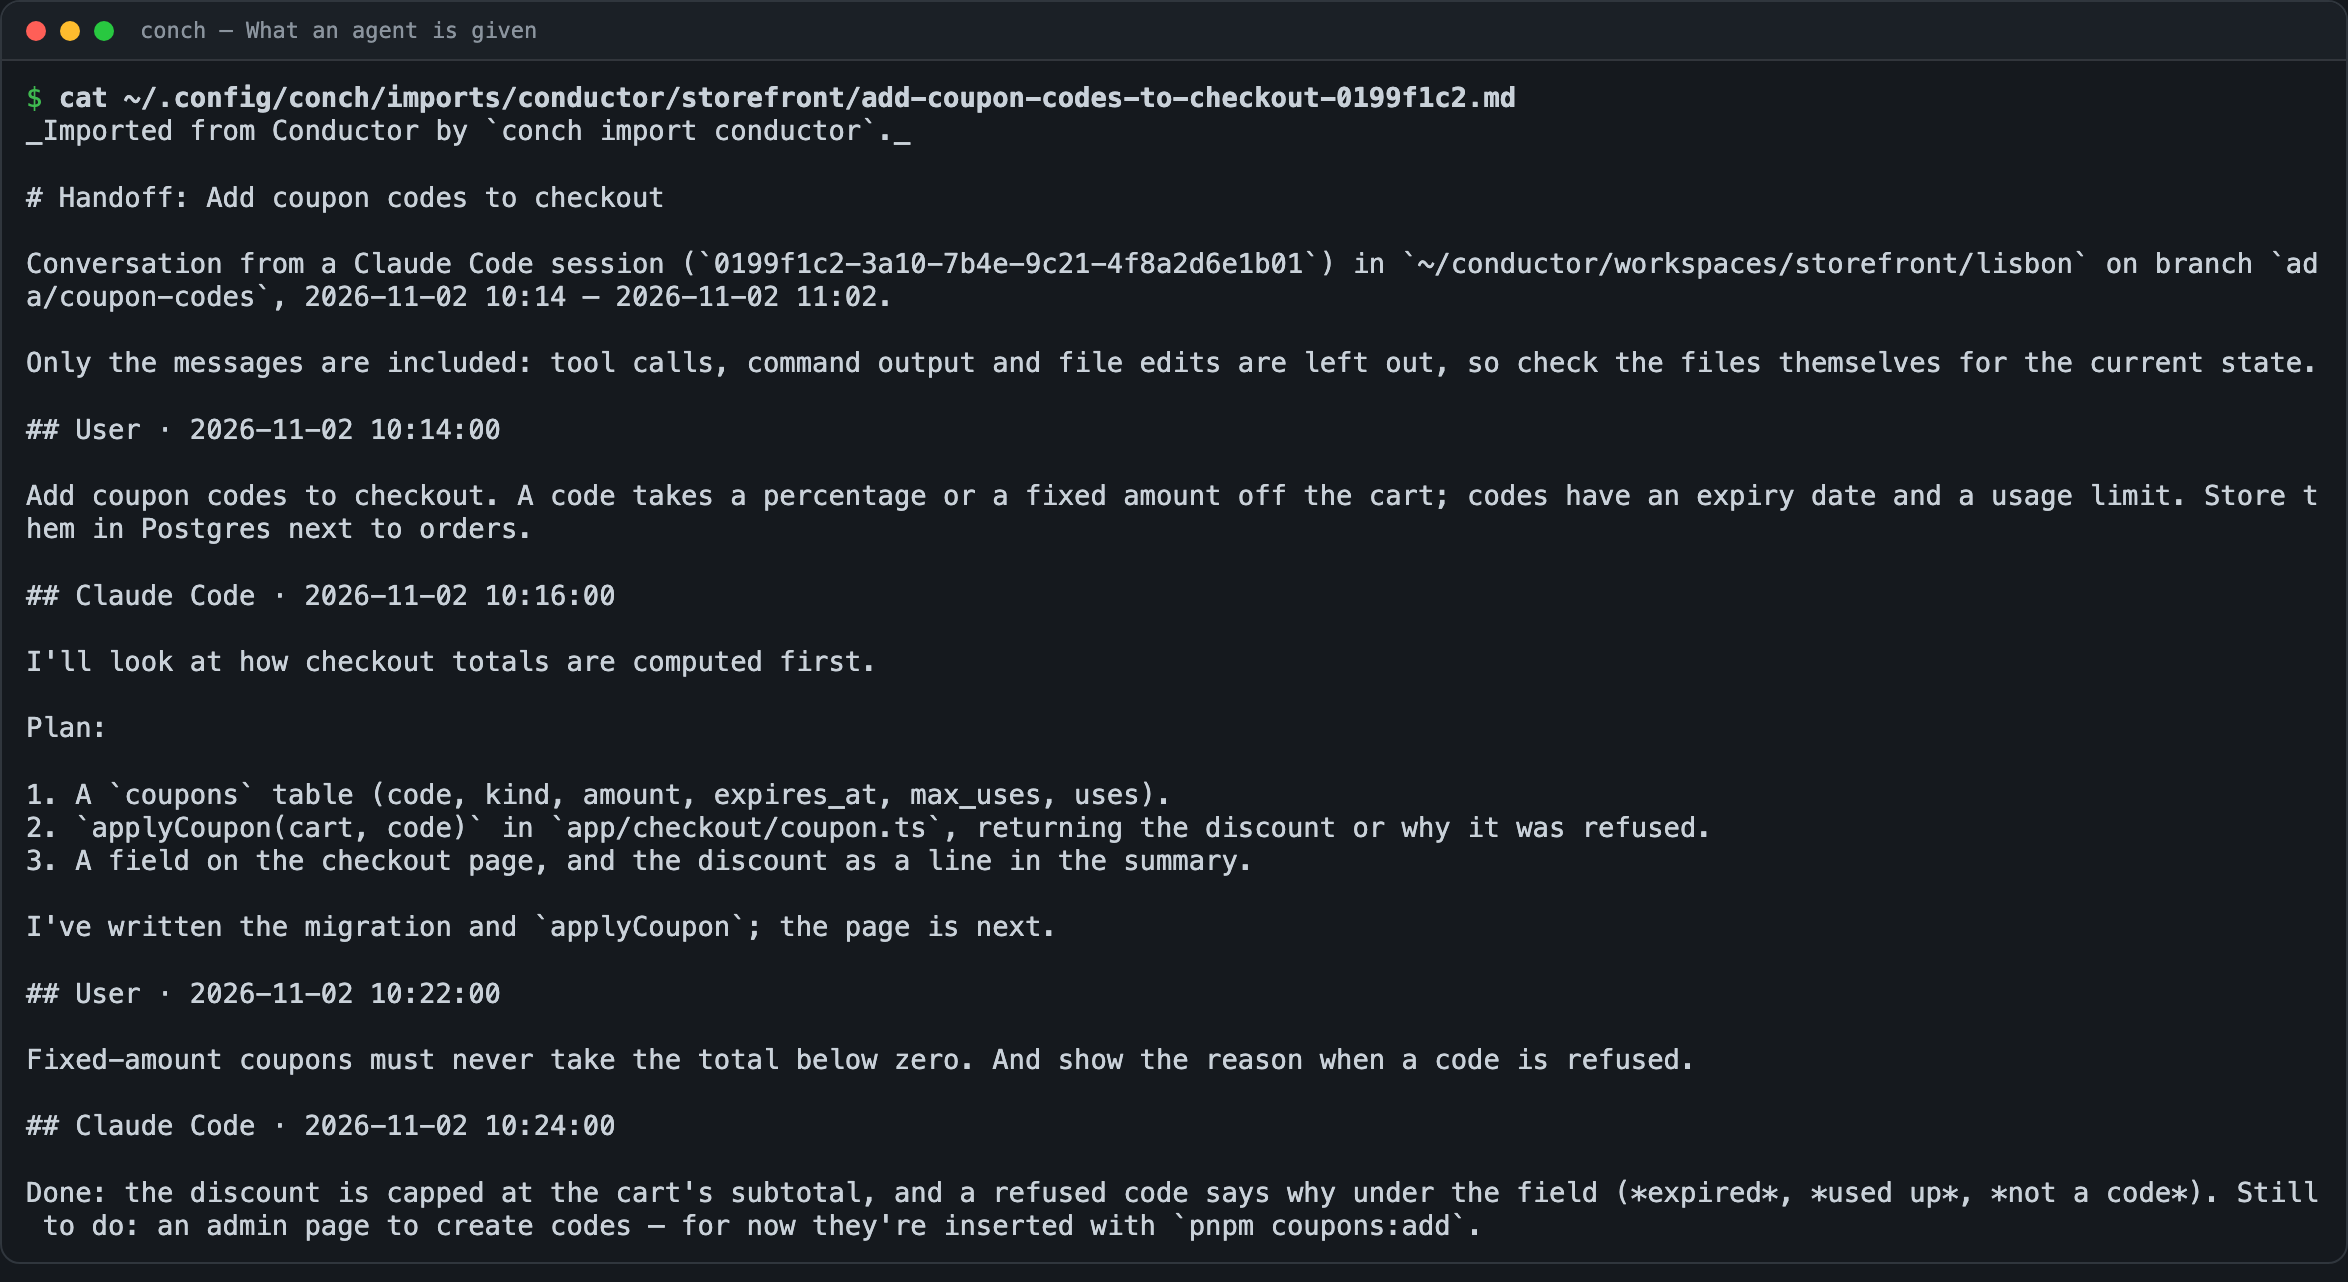 conch — What an agent is given
$ cat ~/.config/conch/imports/conductor/storefront/add-coupon-codes-to-checkout-0199f1c2.md
_Imported from Conductor by `conch import conductor`._
# Handoff: Add coupon codes to checkout
Conversation from a Claude Code session (`0199f1c2-3a10-7b4e-9c21-4f8a2d6e1b01`) in `~/conductor/workspaces/storefront/lisbon` on branch `ad
a/coupon-codes`, 2026-11-02 10:14 – 2026-11-02 11:02.
Only the messages are included: tool calls, command output and file edits are left out, so check the files themselves for the current state.
## User · 2026-11-02 10:14:00
Add coupon codes to checkout. A code takes a percentage or a fixed amount off the cart; codes have an expiry date and a usage limit. Store t
hem in Postgres next to orders.
## Claude Code · 2026-11-02 10:16:00
I'll look at how checkout totals are computed first.
Plan:
1. A `coupons` table (code, kind, amount, expires_at, max_uses, uses).
2. `applyCoupon(cart, code)` in `app/checkout/coupon.ts`, returning the discount or why it was refused.
3. A field on the checkout page, and the discount as a line in the summary.
I've written the migration and `applyCoupon`; the page is next.
## User · 2026-11-02 10:22:00
Fixed-amount coupons must never take the total below zero. And show the reason when a code is refused.
## Claude Code · 2026-11-02 10:24:00
Done: the discount is capped at the cart's subtotal, and a refused code says why under the field (*expired*, *used up*, *not a code*). Still
 to do: an admin page to create codes — for now they're inserted with `pnpm coupons:add`.